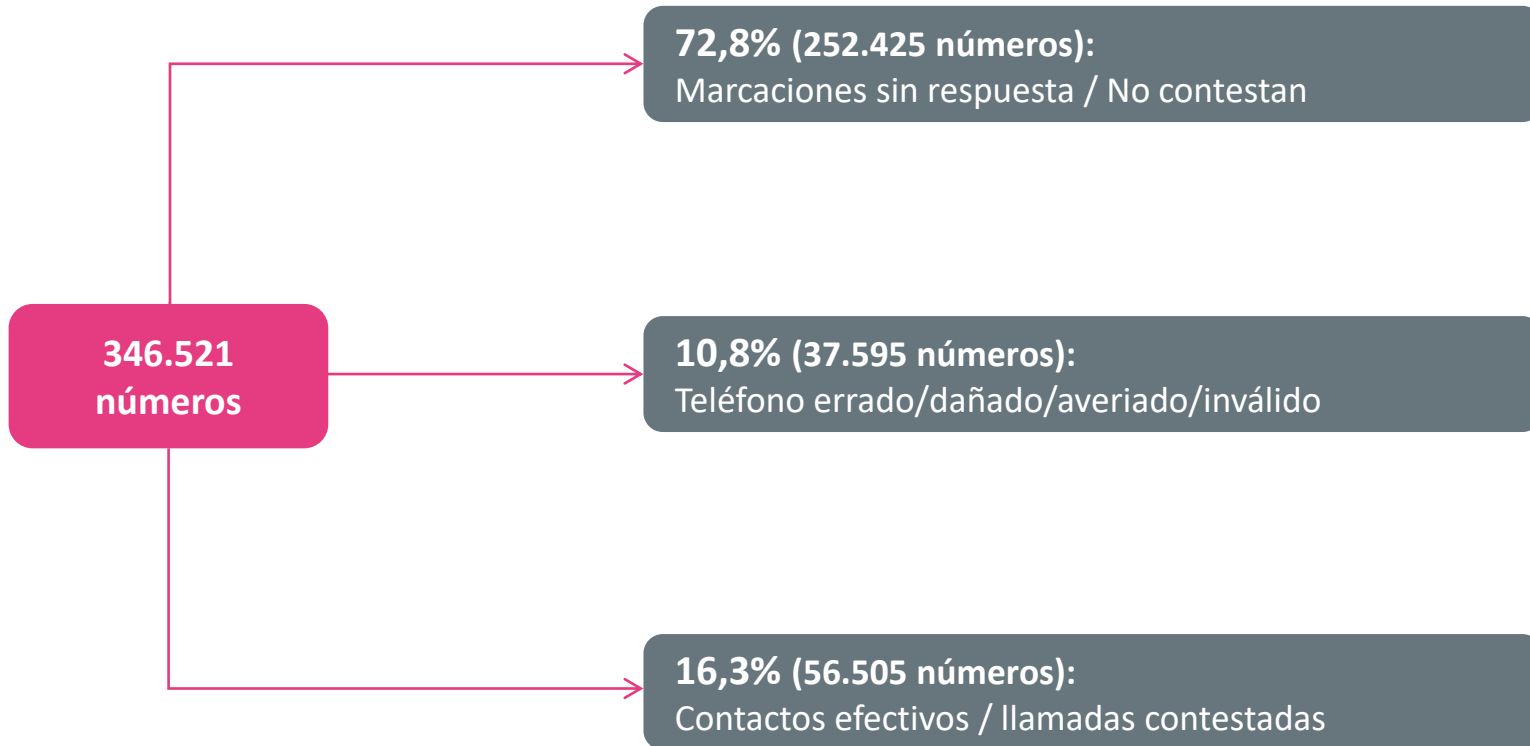 72,8% (252.425 números):
Marcaciones sin respuesta / No contestan
346.521
números
10,8% (37.595 números):
Teléfono errado/dañado/averiado/inválido
16,3% (56.505 números):
Contactos efectivos / llamadas contestadas